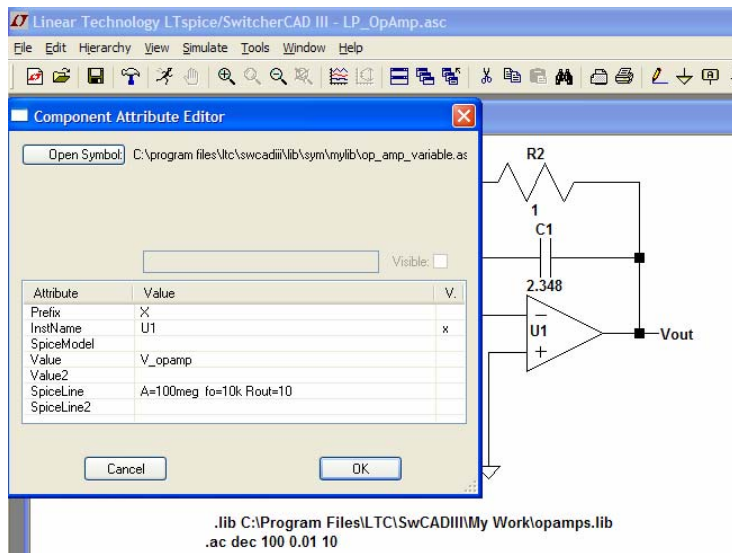 Linear Technology LTspice/SwitcherCAD III - LP_OpAmp.asc
File Edit Hierarchy View Simulate Tools Window Help
Component Attribute Editor
Open Symbol: C:\program files\ltc\swcadiii\lib\sym\mylib\op_amp_variable.as
Visible:
Attribute Value V.
Prefix X
InstName U1 x
SpiceModel
Value V_opamp
Value2
SpiceLine A=100meg fo=10k Rout=10
SpiceLine2
Cancel OK
R2
1
C1
2.348
U1
Vout
.lib C:\Program Files\LTC\SwCADIII\My Work\opamps.lib
.ac dec 100 0.01 10